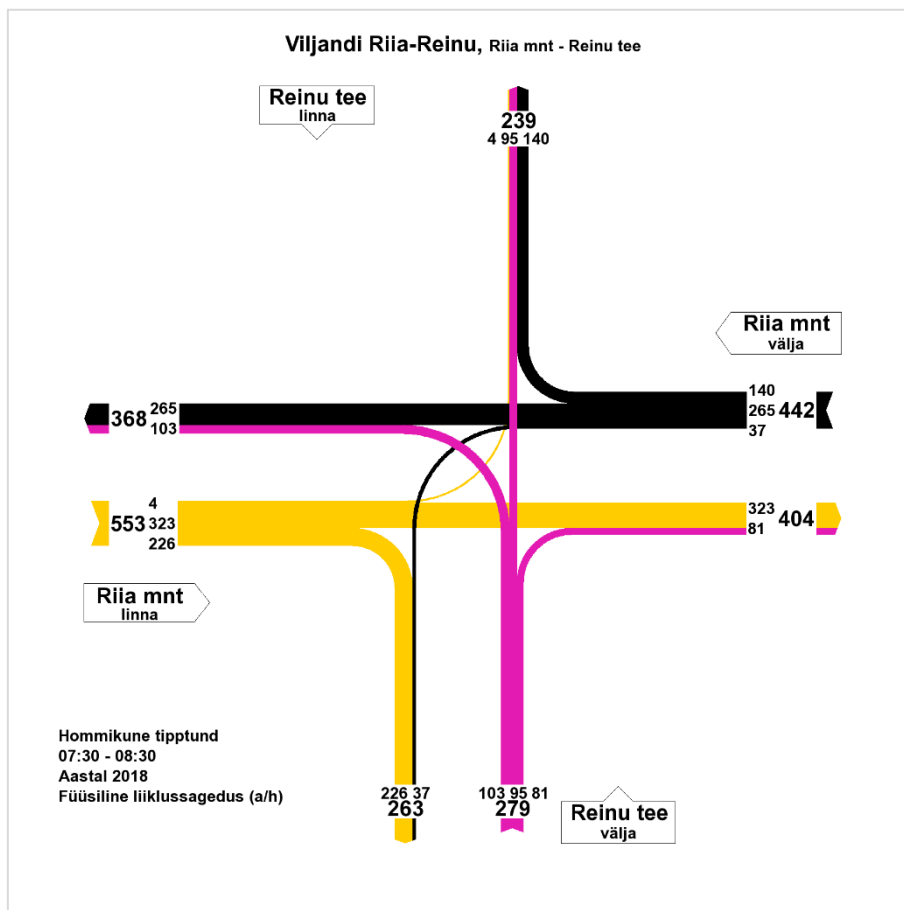 Viljandi Riia-Reinu, Riia mnt - Reinu tee
Reinu tee
linna
239
4 95 140
Riia mnt
välja
140
265
37
442
368
265
103
4
323
226
553
323
81
404
Riia mnt
linna
Hommikune tipptund
07:30 - 08:30
Aastal 2018
Füüsiline liiklussagedus (a/h)
226 37
263
103 95 81
279
Reinu tee
välja